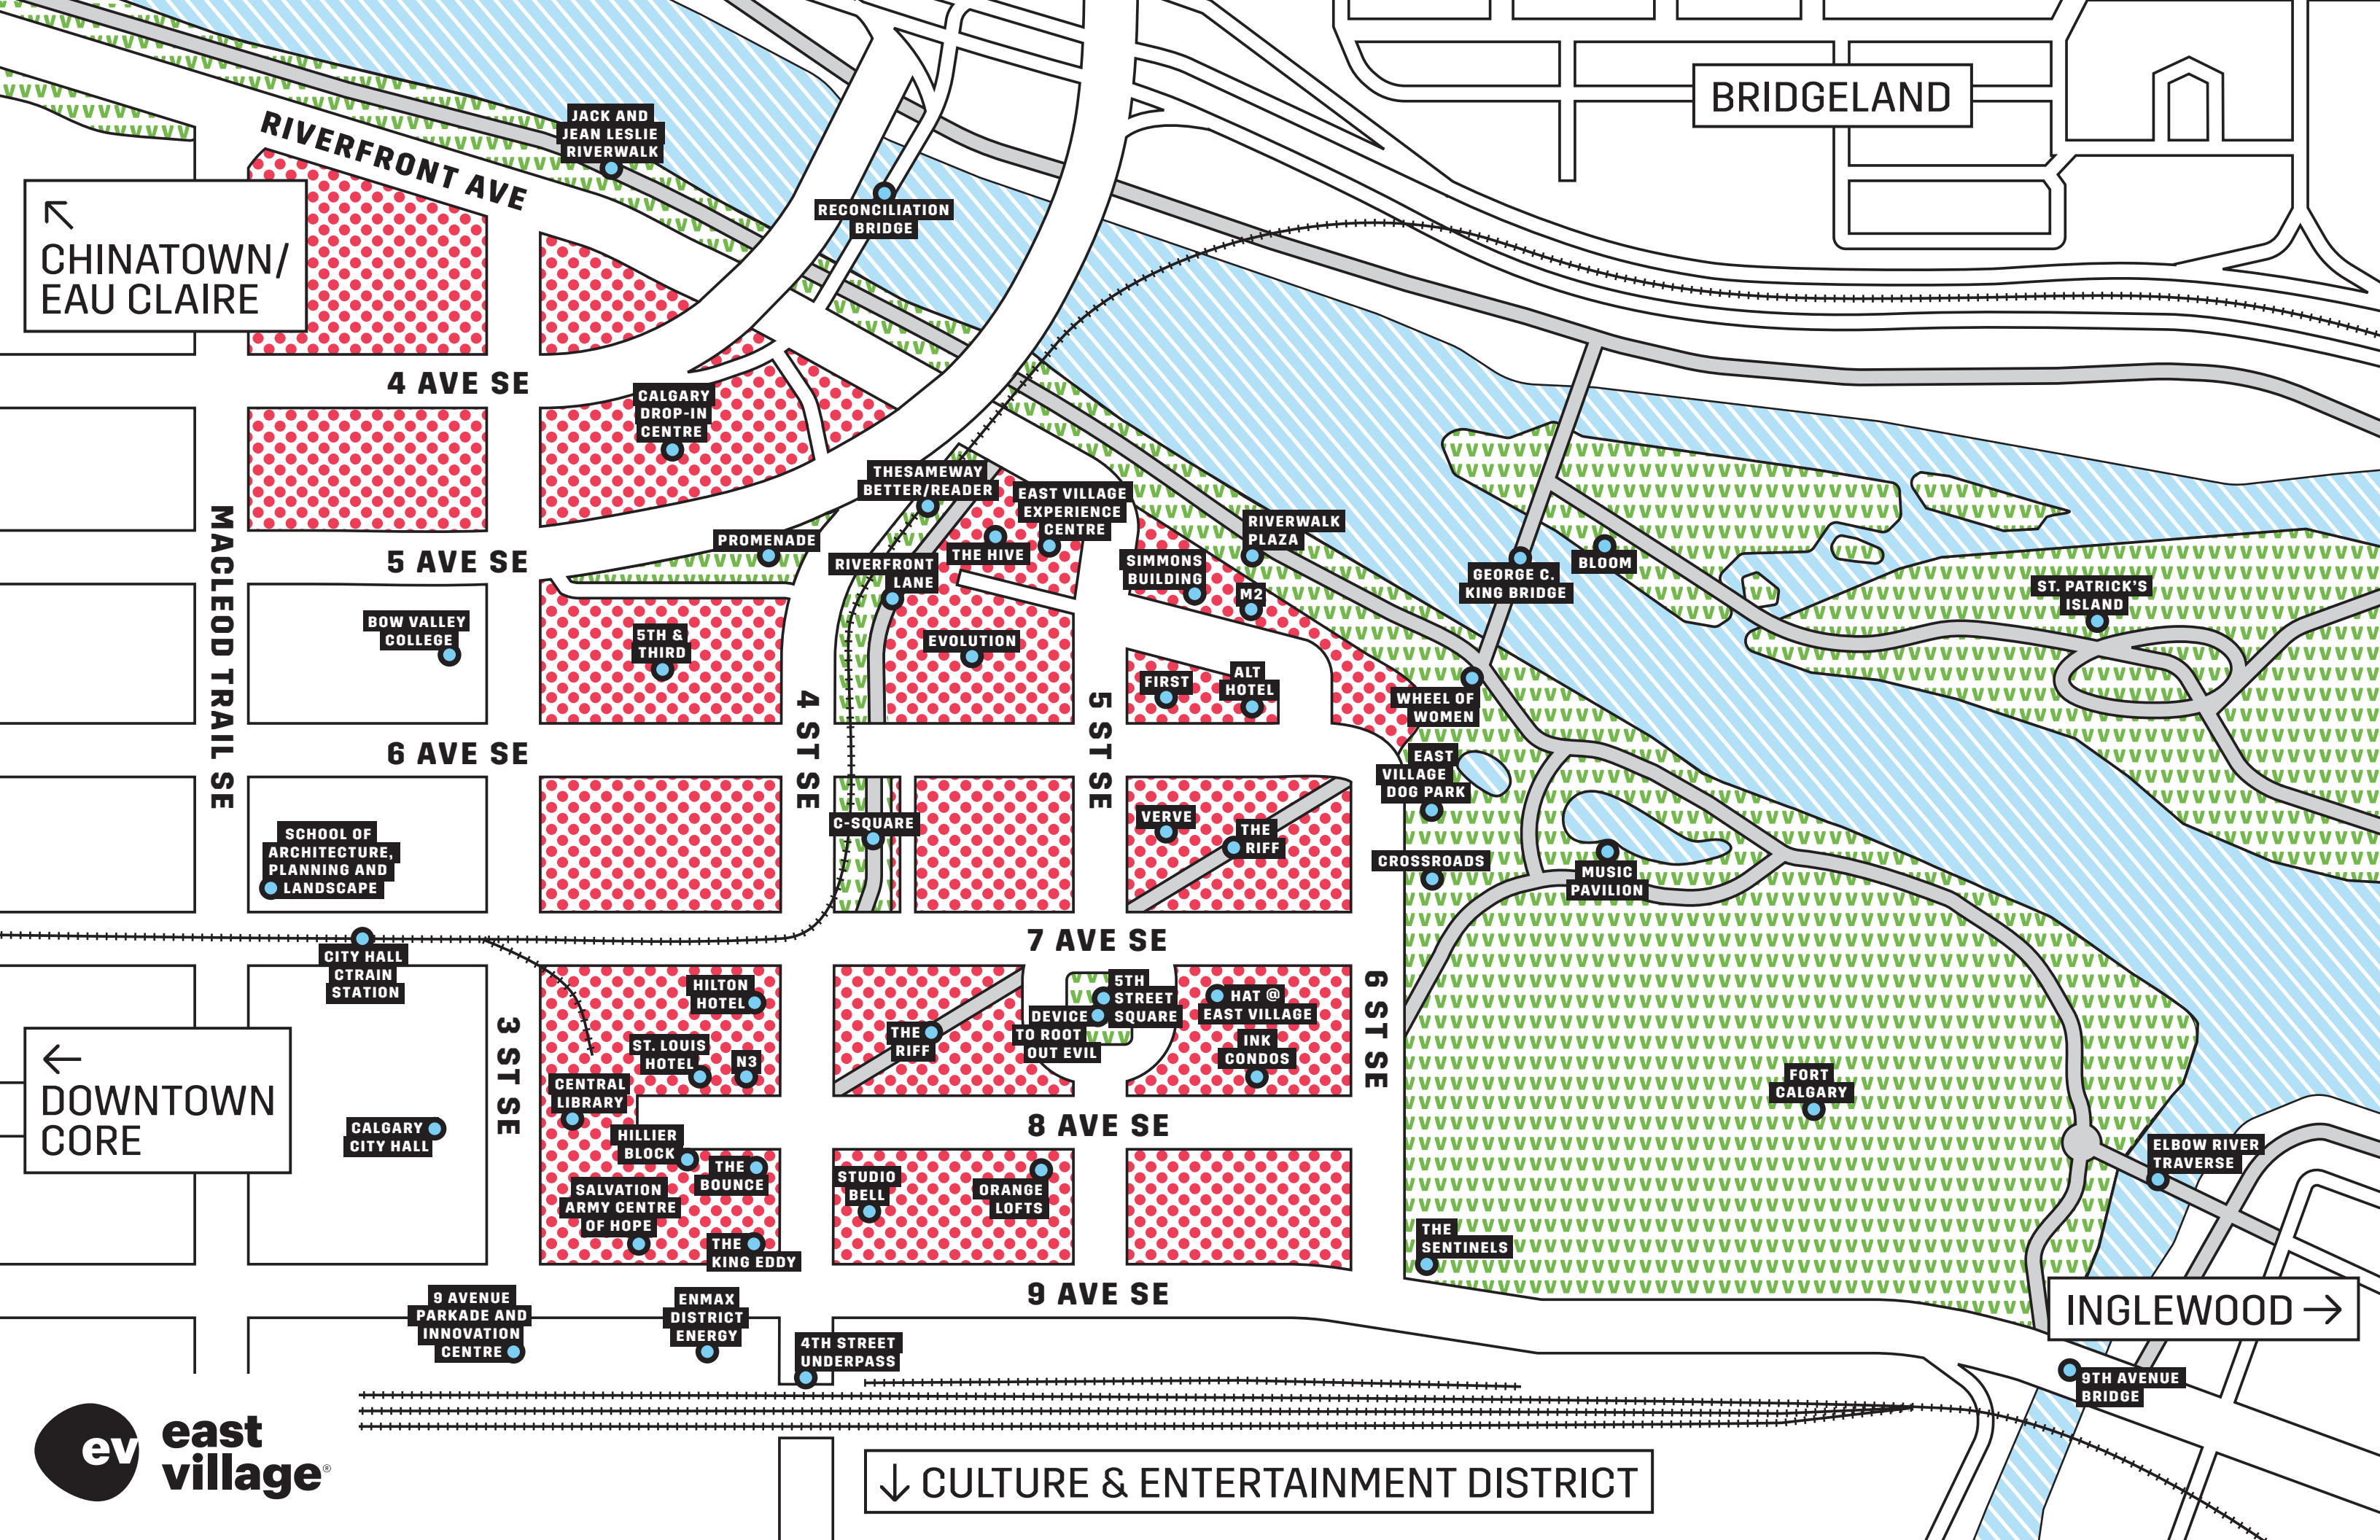 BRIDGELAND
JACK AND
JEAN LESLIE
RIVERWALK
RIVERFRONT AVE
RECONCILIATION
BRIDGE
↖
CHINATOWN/
EAU CLAIRE
4 AVE SE
CALGARY
DROP-IN
CENTRE
THESAMEWAY
BETTER/READER
EAST VILLAGE
EXPERIENCE
CENTRE
THE HIVE
PROMENADE
RIVERFRONT
LANE
5 AVE SE
MACLEOD TRAIL SE
SIMMONS
BUILDING
RIVERWALK
PLAZA
M2
GEORGE C.
KING BRIDGE
BLOOM
ST. PATRICK'S
ISLAND
BOW VALLEY
COLLEGE
5TH &
THIRD
EVOLUTION
FIRST
ALT
HOTEL
WHEEL OF
WOMEN
4 ST SE
5 ST SE
6 AVE SE
EAST
VILLAGE
DOG PARK
SCHOOL OF
ARCHITECTURE,
PLANNING AND
LANDSCAPE
C-SQUARE
VERVE
THE
RIFF
CROSSROADS
MUSIC
PAVILION
7 AVE SE
CITY HALL
CTRAIN
STATION
HILTON
HOTEL
5TH
STREET
SQUARE
DEVICE
TO ROOT
OUT EVIL
HAT @
EAST VILLAGE
INK
CONDOS
6 ST SE
3 ST SE
ST. LOUIS
HOTEL
N3
THE
RIFF
CENTRAL
LIBRARY
FORT
CALGARY
←
DOWNTOWN
CORE
CALGARY
CITY HALL
8 AVE SE
HILLIER
BLOCK
THE
BOUNCE
SALVATION
ARMY CENTRE
OF HOPE
THE
KING EDDY
STUDIO
BELL
ORANGE
LOFTS
ELBOW RIVER
TRAVERSE
THE
SENTINELS
9 AVE SE
INGLEWOOD →
9 AVENUE
PARKADE AND
INNOVATION
CENTRE
ENMAX
DISTRICT
ENERGY
4TH STREET
UNDERPASS
9TH AVENUE
BRIDGE
ev
east
village®
↓ CULTURE & ENTERTAINMENT DISTRICT